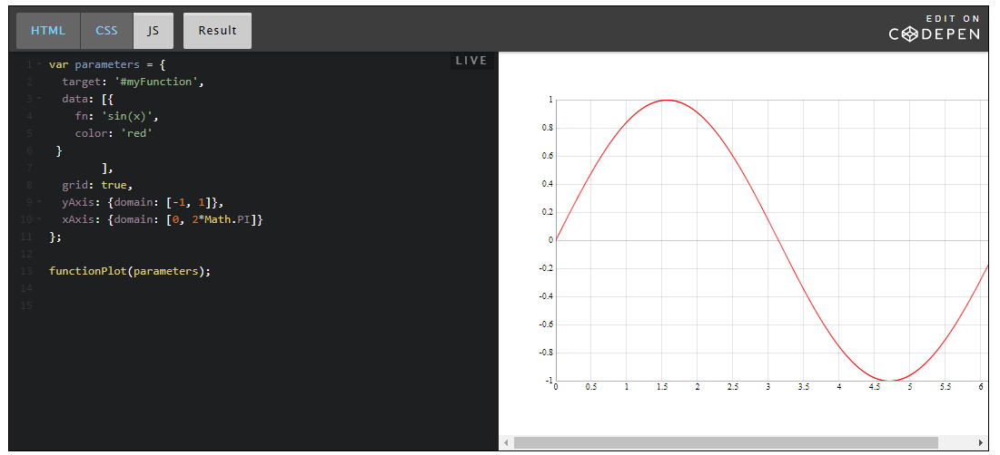 HTML CSS JS Result
EDIT ON
CODEPEN
LIVE
1 var parameters = {
2 target: '#myFunction',
3 data: [{
4 fn: 'sin(x)',
5 color: 'red'
6 }
7 ],
8 grid: true,
9 yAxis: {domain: [-1, 1]},
10 xAxis: {domain: [0, 2*Math.PI]}
11 };
12
13 functionPlot(parameters);
14
15
1
0.8
0.6
0.4
0.2
0
-0.2
-0.4
-0.6
-0.8
-1
0 0.5 1 1.5 2 2.5 3 3.5 4 4.5 5 5.5 6